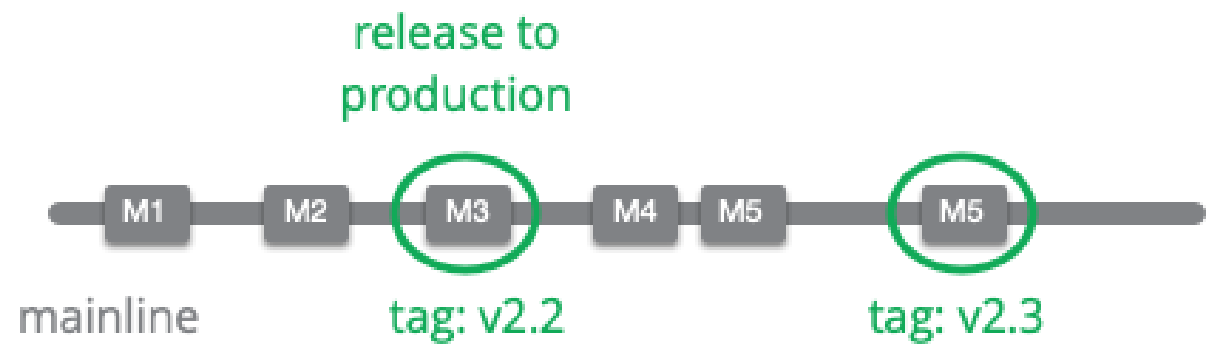 release to
production
M1 M2 M3 M4 M5 M5
mainline tag: v2.2 tag: v2.3